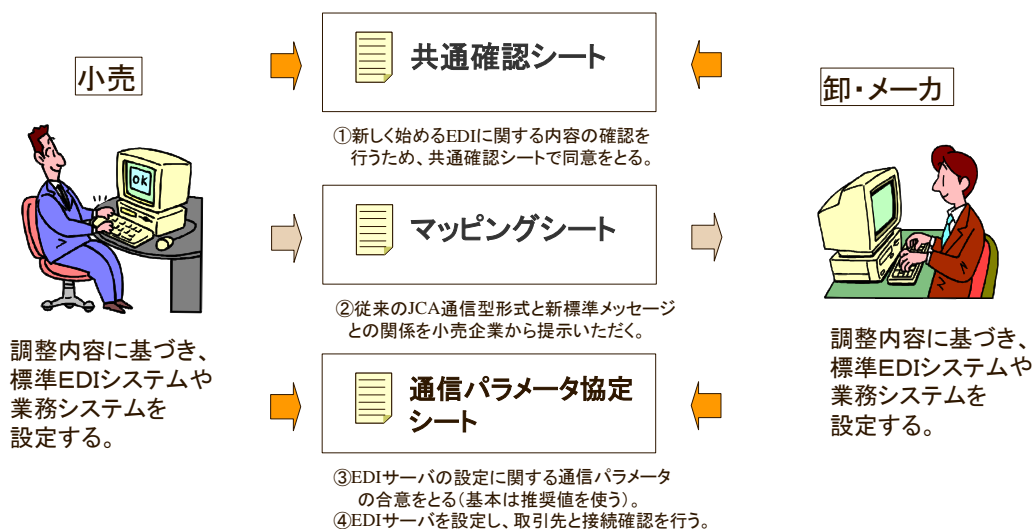 小売
共通確認シート
卸・メーカ
①新しく始めるEDIに関する内容の確認を
行うため、共通確認シートで同意をとる。
OK
マッピングシート
②従来のJCA通信型形式と新標準メッセージ
との関係を小売企業から提示いただく。
調整内容に基づき、
標準EDIシステムや
業務システムを
設定する。
通信パラメータ協定
シート
調整内容に基づき、
標準EDIシステムや
業務システムを
設定する。
③EDIサーバの設定に関する通信パラメータ
の合意をとる(基本は推奨値を使う)。
④EDIサーバを設定し、取引先と接続確認を行う。